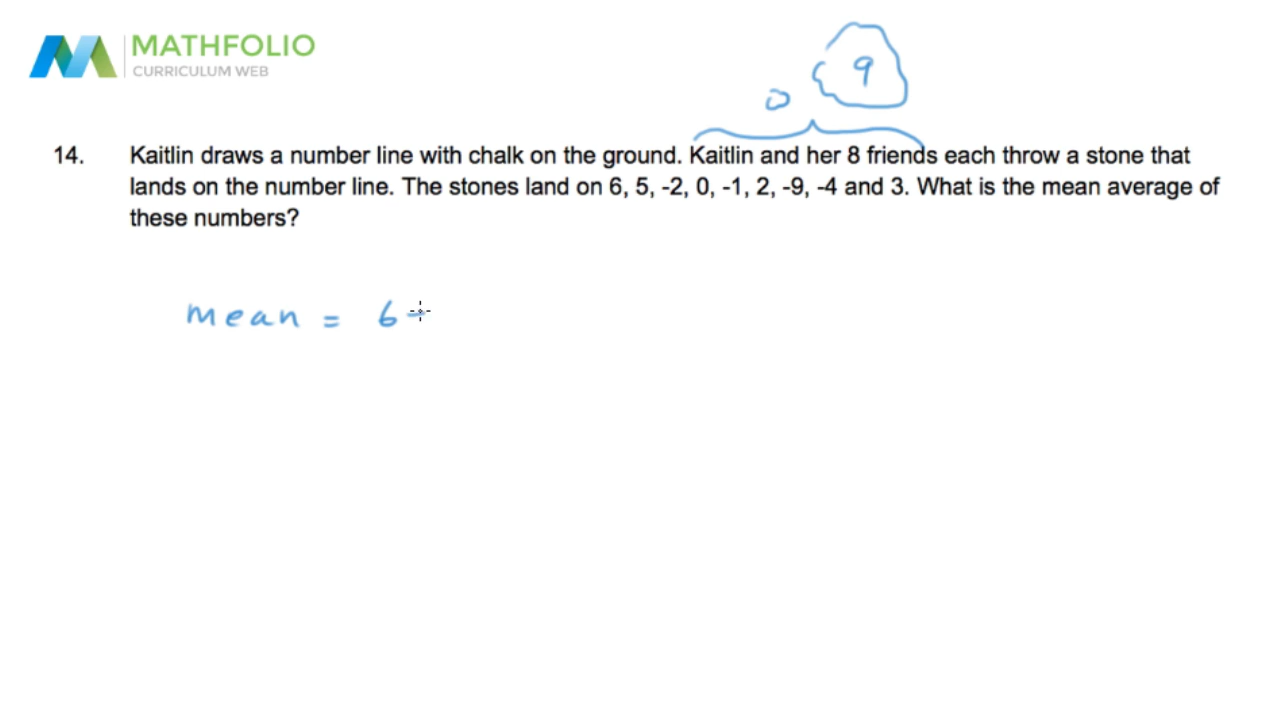 MATHFOLIO
CURRICULUM WEB
9
14. Kaitlin draws a number line with chalk on the ground. Kaitlin and her 8 friends each throw a stone that
lands on the number line. The stones land on 6, 5, -2, 0, -1, 2, -9, -4 and 3. What is the mean average of
these numbers?
mean = 6